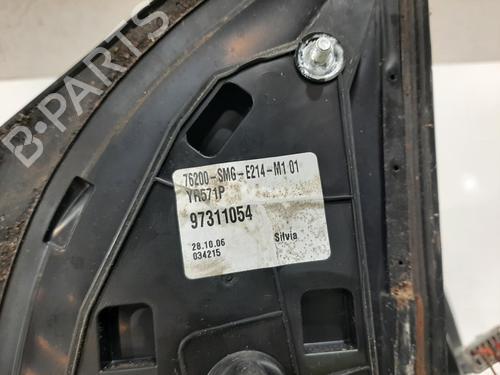 B-PARTS
76200-SMG-E214-M1 01
YR571P
97311054
28.10.06 Silvia
034215